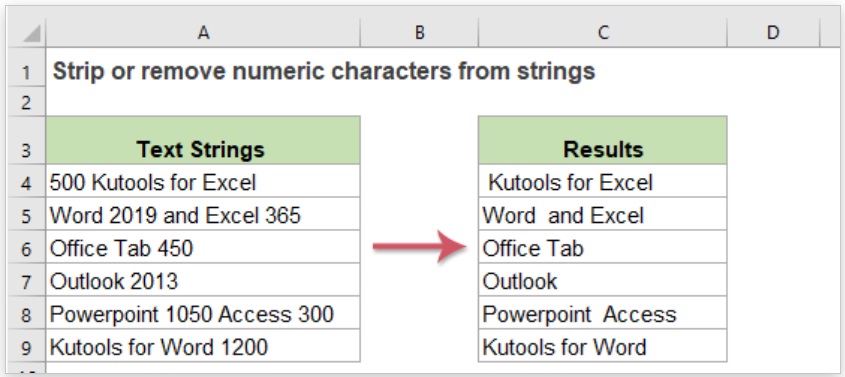 A B C D
1 Strip or remove numeric characters from strings
2
3 Text Strings Results
4 500 Kutools for Excel Kutools for Excel
5 Word 2019 and Excel 365 Word  and Excel
6 Office Tab 450 Office Tab
7 Outlook 2013 Outlook
8 Powerpoint 1050 Access 300 Powerpoint  Access
9 Kutools for Word 1200 Kutools for Word